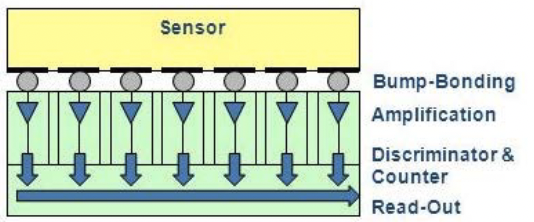 Sensor
Bump-Bonding
Amplification
Discriminator &
Counter
Read-Out